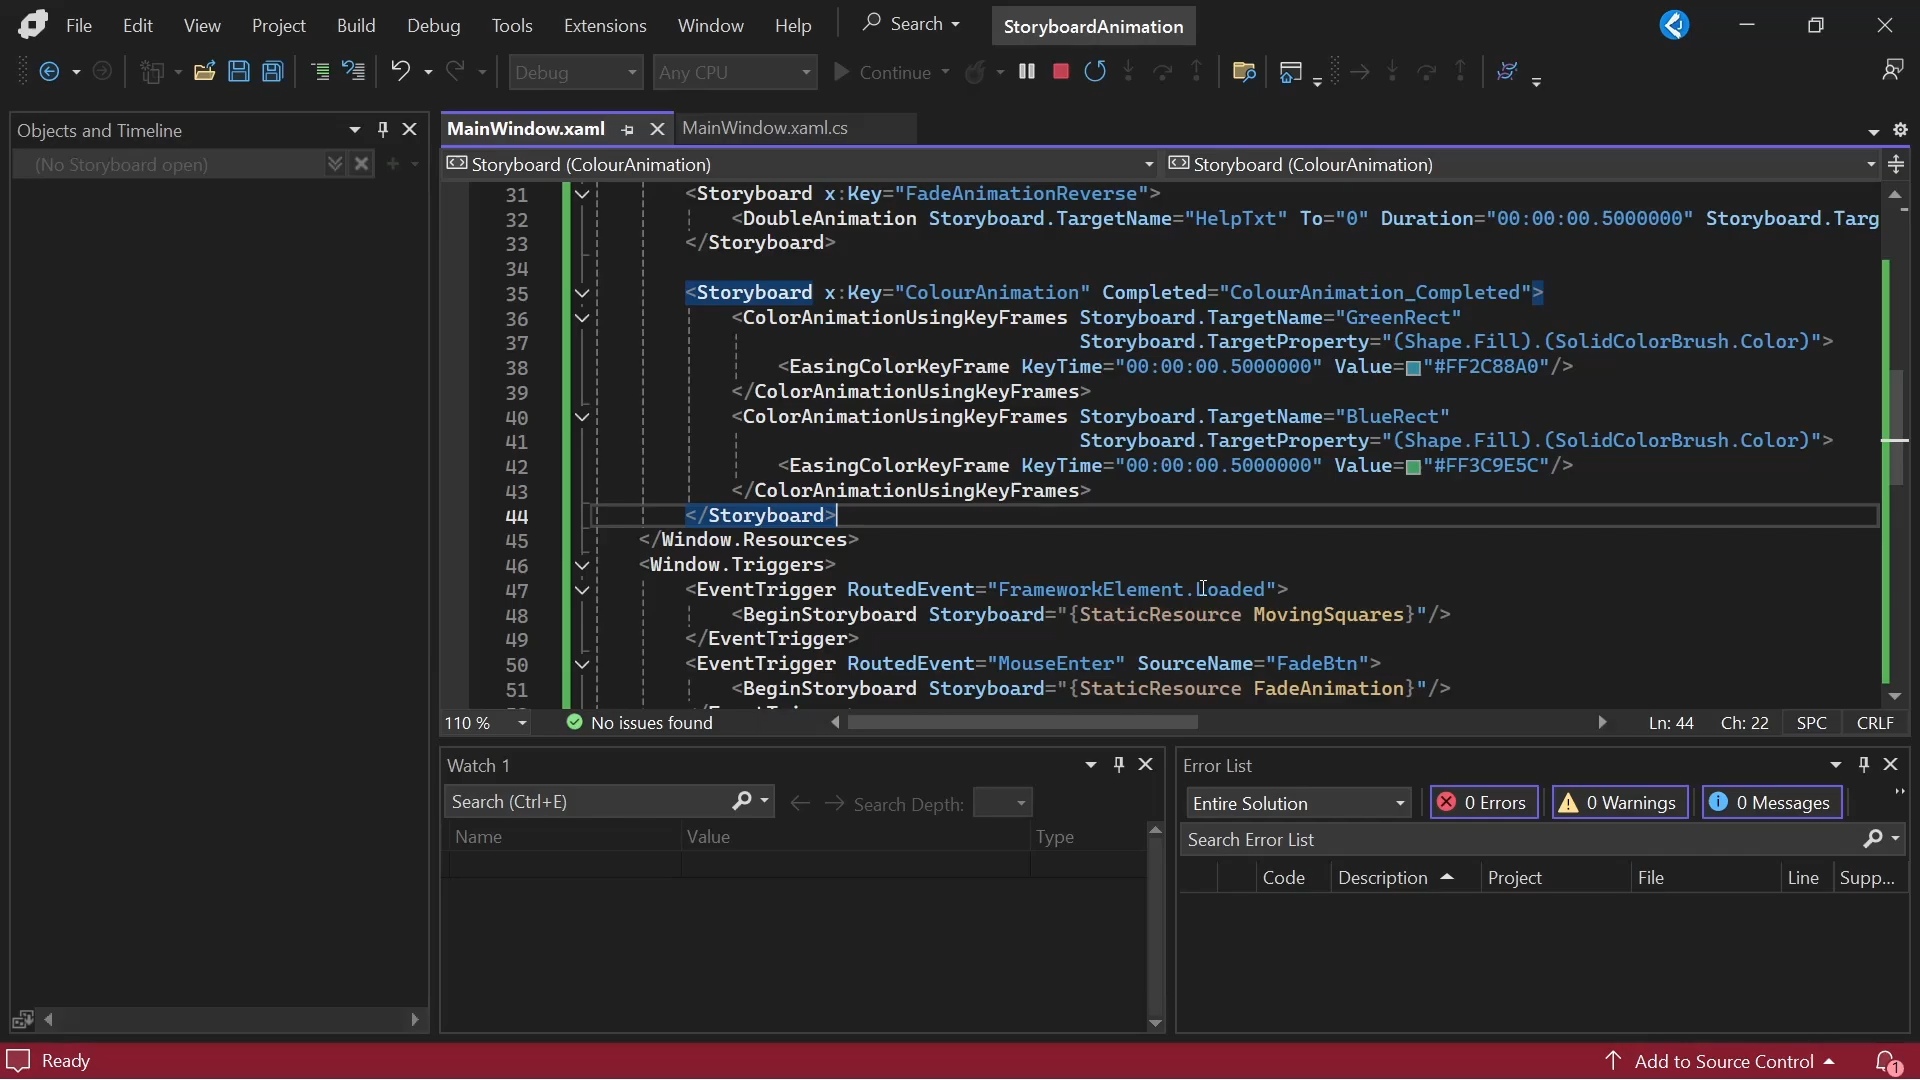 File Edit View Project Build Debug Tools Extensions Window Help Search StoryboardAnimation
Debug Any CPU Continue
Objects and Timeline
(No Storyboard open)
MainWindow.xaml MainWindow.xaml.cs
Storyboard (ColourAnimation) Storyboard (ColourAnimation)
31 <Storyboard x:Key="FadeAnimationReverse">
32 <DoubleAnimation Storyboard.TargetName="HelpTxt" To="0" Duration="00:00:00.5000000" Storyboard.Targ
33 </Storyboard>
34
35 <Storyboard x:Key="ColourAnimation" Completed="ColourAnimation_Completed">
36 <ColorAnimationUsingKeyFrames Storyboard.TargetName="GreenRect"
37 Storyboard.TargetProperty="(Shape.Fill).(SolidColorBrush.Color)">
38 <EasingColorKeyFrame KeyTime="00:00:00.5000000" Value="#FF2C88A0"/>
39 </ColorAnimationUsingKeyFrames>
40 <ColorAnimationUsingKeyFrames Storyboard.TargetName="BlueRect"
41 Storyboard.TargetProperty="(Shape.Fill).(SolidColorBrush.Color)">
42 <EasingColorKeyFrame KeyTime="00:00:00.5000000" Value="#FF3C9E5C"/>
43 </ColorAnimationUsingKeyFrames>
44 </Storyboard>
45 </Window.Resources>
46 <Window.Triggers>
47 <EventTrigger RoutedEvent="FrameworkElement.Loaded">
48 <BeginStoryboard Storyboard="{StaticResource MovingSquares}"/>
49 </EventTrigger>
50 <EventTrigger RoutedEvent="MouseEnter" SourceName="FadeBtn">
51 <BeginStoryboard Storyboard="{StaticResource FadeAnimation}"/>
110 % No issues found Ln: 44 Ch: 22 SPC CRLF
Watch 1
Search (Ctrl+E) Search Depth:
Name Value Type
Error List
Entire Solution 0 Errors 0 Warnings 0 Messages
Search Error List
Code Description Project File Line Supp...
Ready Add to Source Control 1